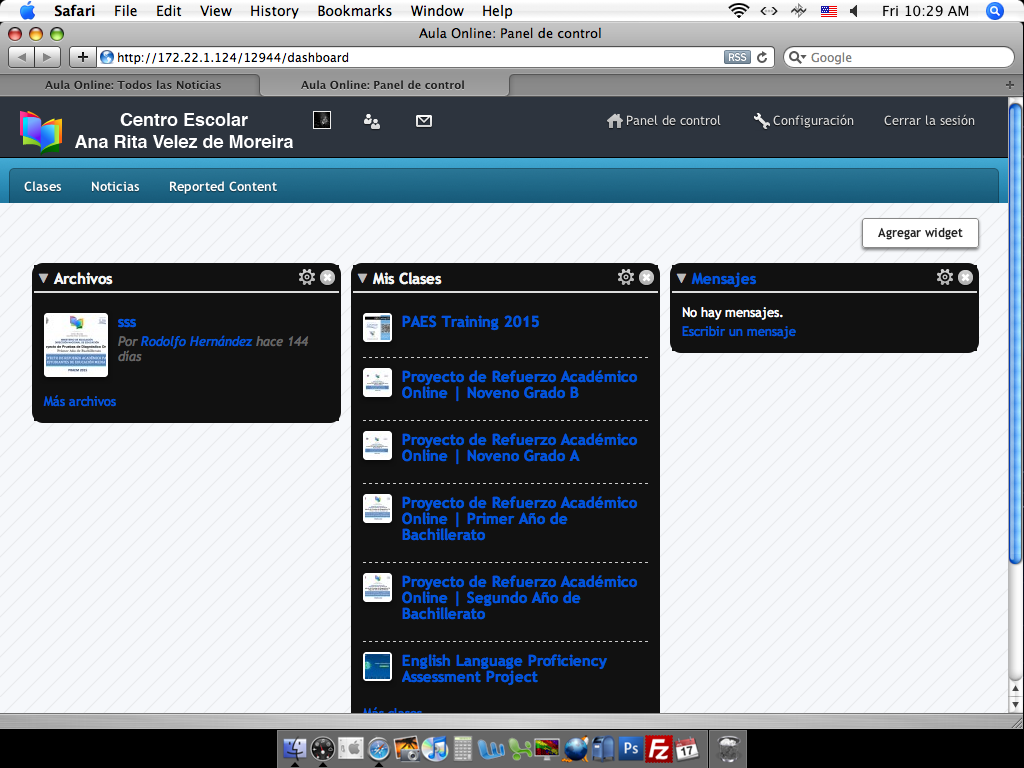 Safari File Edit View History Bookmarks Window Help Fri 10:29 AM
Aula Online: Panel de control
http://172.22.1.124/12944/dashboard RSS Google
Aula Online: Todos las Noticias Aula Online: Panel de control
Centro Escolar
Ana Rita Velez de Moreira
Panel de control Configuración Cerrar la sesión
Clases Noticias Reported Content
Agregar widget
Archivos
sss
Por Rodolfo Hernández hace 144
días
Más archivos
Mis Clases
PAES Training 2015
Proyecto de Refuerzo Académico
Online | Noveno Grado B
Proyecto de Refuerzo Académico
Online | Noveno Grado A
Proyecto de Refuerzo Académico
Online | Primer Año de
Bachillerato
Proyecto de Refuerzo Académico
Online | Segundo Año de
Bachillerato
English Language Proficiency
Assessment Project
Más clases
Mensajes
No hay mensajes.
Escribir un mensaje
Ps
Fz
17